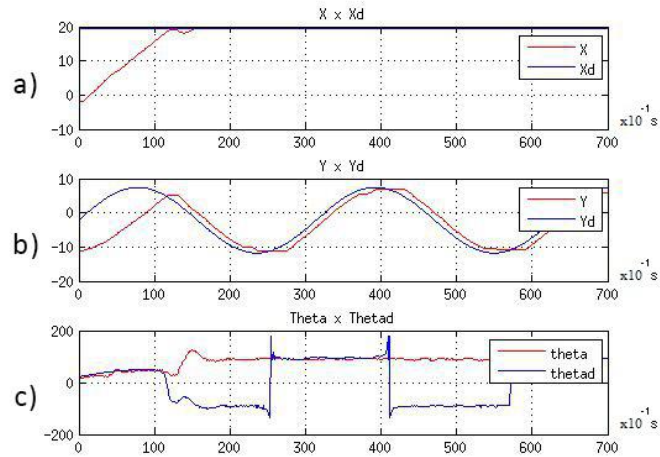 X x Xd
20
10
0
-10
a)
X
Xd
0 100 200 300 400 500 600 700
x10⁻¹ s
Y x Yd
10
0
-10
-20
b)
Y
Yd
0 100 200 300 400 500 600 700
x10⁻¹ s
Theta x Thetad
200
0
-200
c)
theta
thetad
0 100 200 300 400 500 600 700
x10⁻¹ s